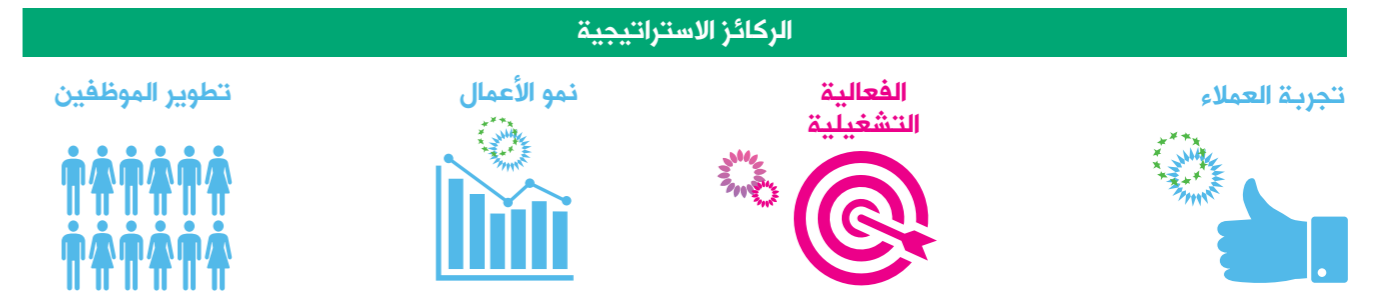 الركائز الاستراتيجية
تجربة العملاء
الفعالية
التشغيلية
نمو الأعمال
تطوير الموظفين